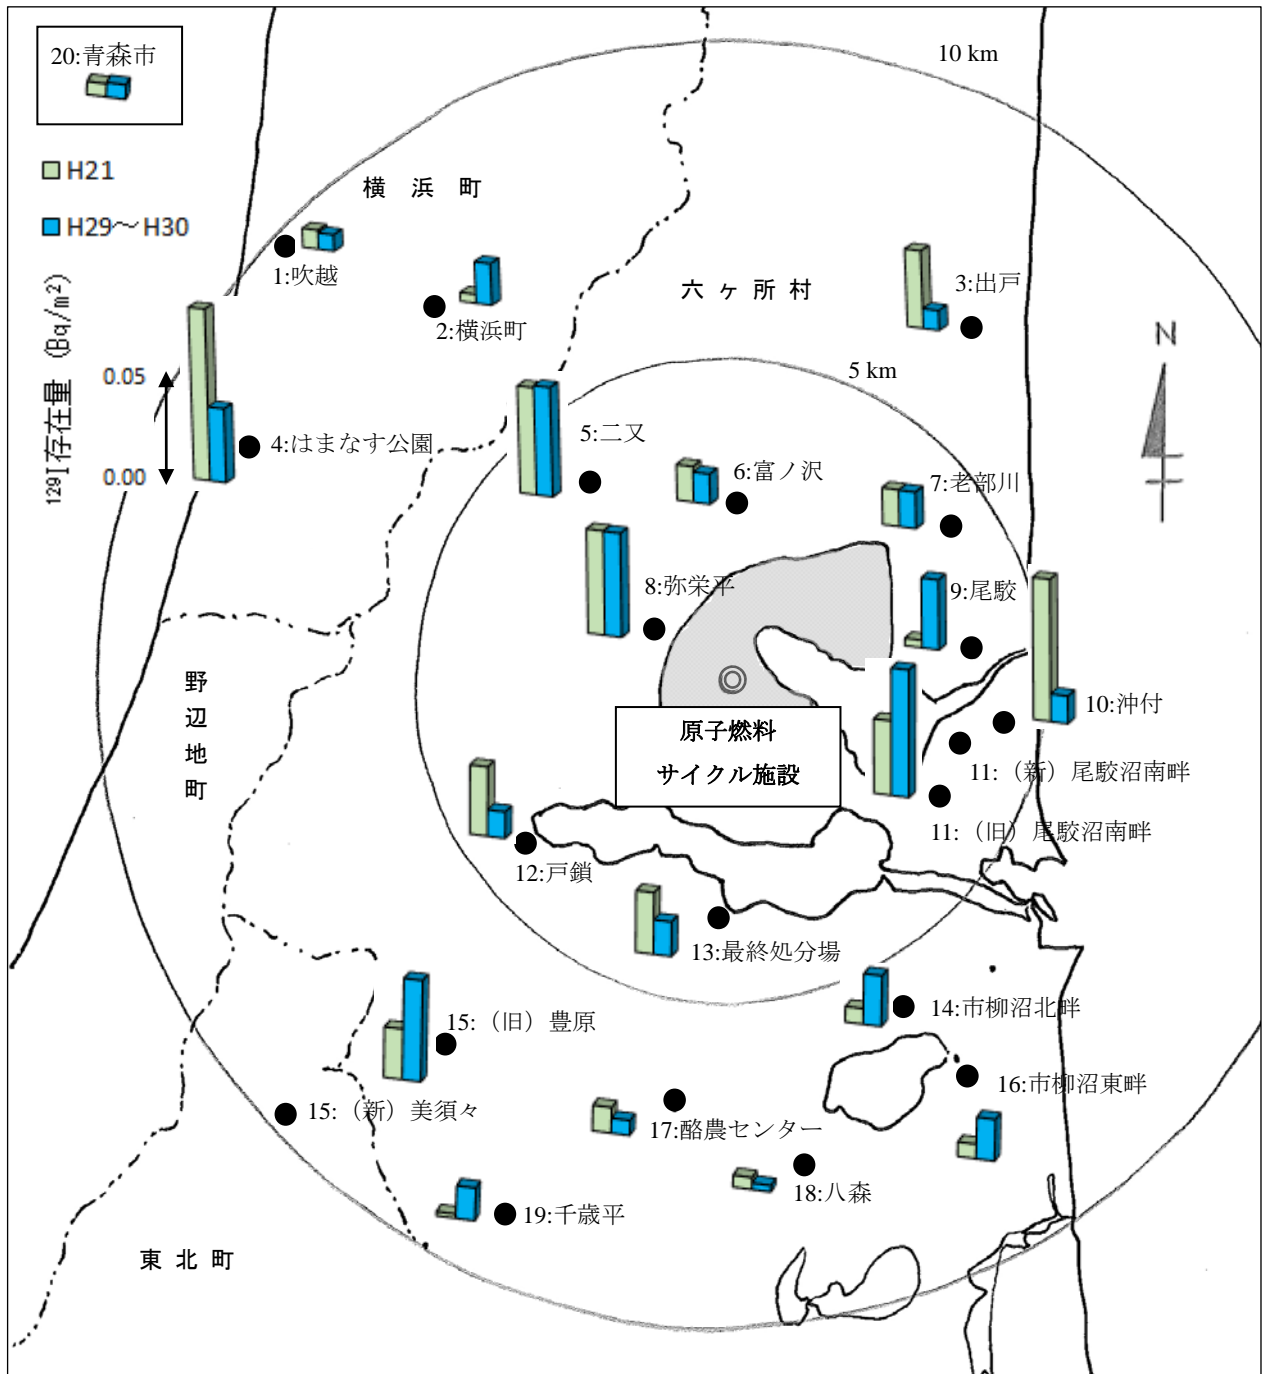 20:青森市
10 km
H21
H29～H30
横浜町
1:吹越
2:横浜町
六ヶ所村
3:出戸
N
¹²⁹I存在量 (Bq/m²)
0.05
0.00
4:はまなす公園
5 km
5:二又
6:富ノ沢
7:老部川
8:弥栄平
9:尾駮
10:沖付
野辺地町
原子燃料
サイクル施設
11:（新）尾駮沼南畔
11:（旧）尾駮沼南畔
12:戸鎖
13:最終処分場
14:市柳沼北畔
15:（旧）豊原
16:市柳沼東畔
15:（新）美須々
17:酪農センター
18:八森
19:千歳平
東北町